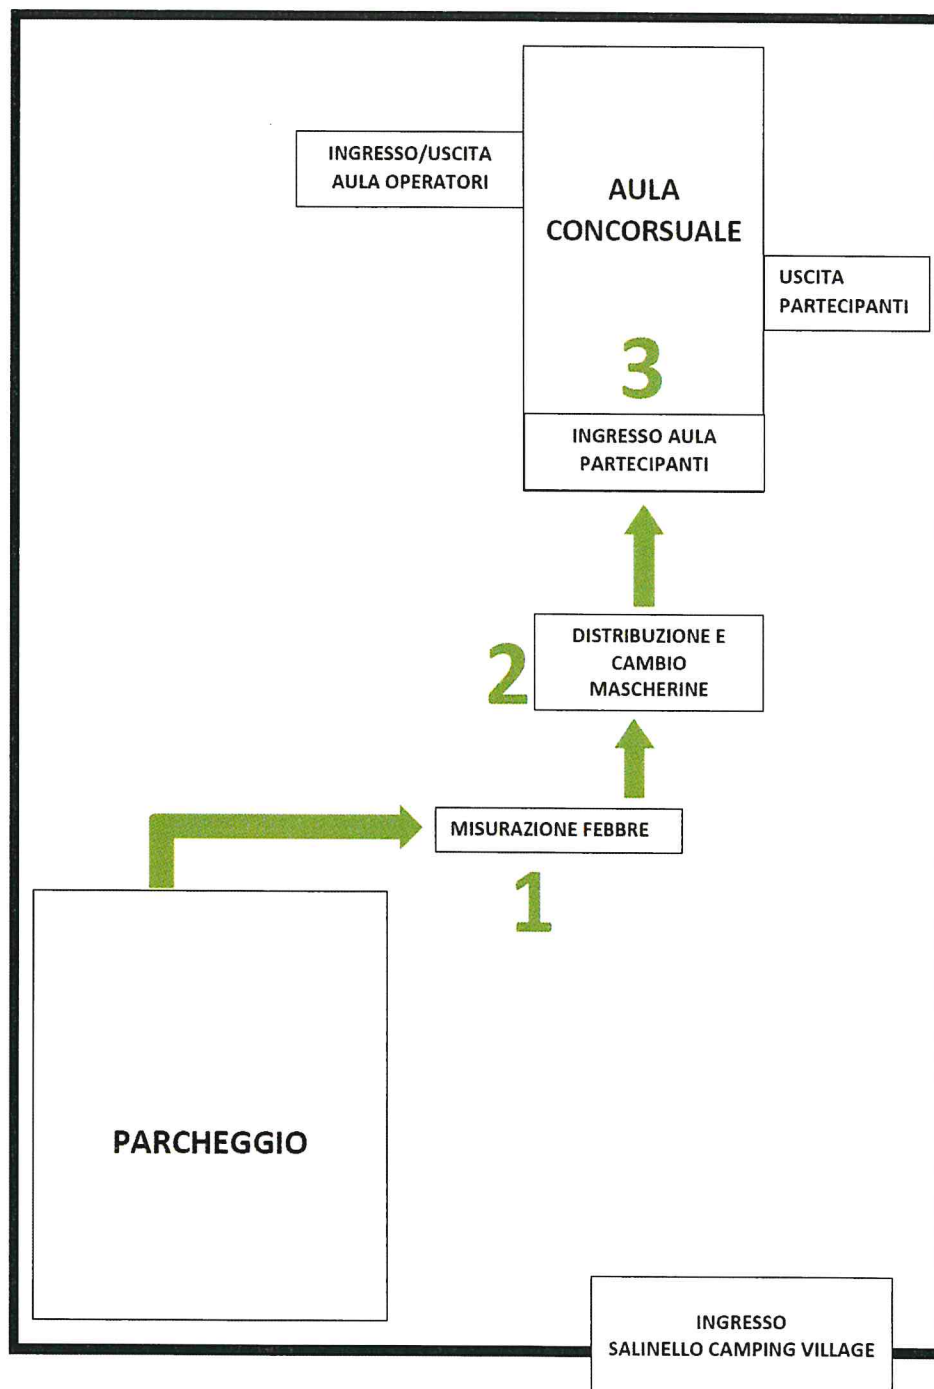 INGRESSO/USCITA
AULA OPERATORI
AULA
CONCORSUALE
USCITA
PARTECIPANTI
3
INGRESSO AULA
PARTECIPANTI
2
DISTRIBUZIONE E
CAMBIO
MASCHERINE
MISURAZIONE FEBBRE
1
PARCHEGGIO
INGRESSO
SALINELLO CAMPING VILLAGE